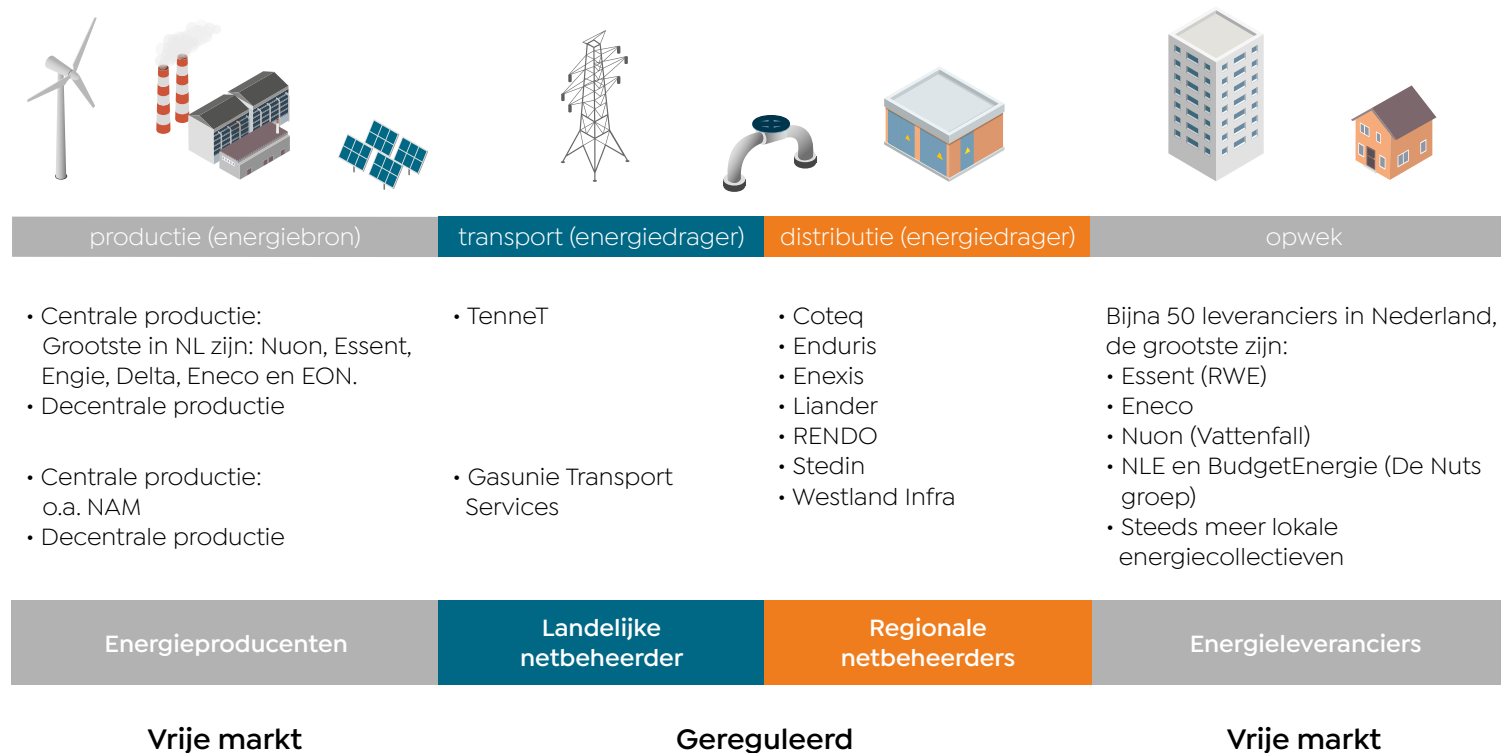 productie (energiebron)
transport (energiedrager)
distributie (energiedrager)
opwek
• Centrale productie:
Grootste in NL zijn: Nuon, Essent,
Engie, Delta, Eneco en EON.
• Decentrale productie
• Centrale productie:
o.a. NAM
• Decentrale productie
• TenneT
• Gasunie Transport
Services
• Coteq
• Enduris
• Enexis
• Liander
• RENDO
• Stedin
• Westland Infra
Bijna 50 leveranciers in Nederland,
de grootste zijn:
• Essent (RWE)
• Eneco
• Nuon (Vattenfall)
• NLE en BudgetEnergie (De Nuts
groep)
• Steeds meer lokale
energiecollectieven
Energieproducenten
Landelijke
netbeheerder
Regionale
netbeheerders
Energieleveranciers
Vrije markt
Gereguleerd
Vrije markt